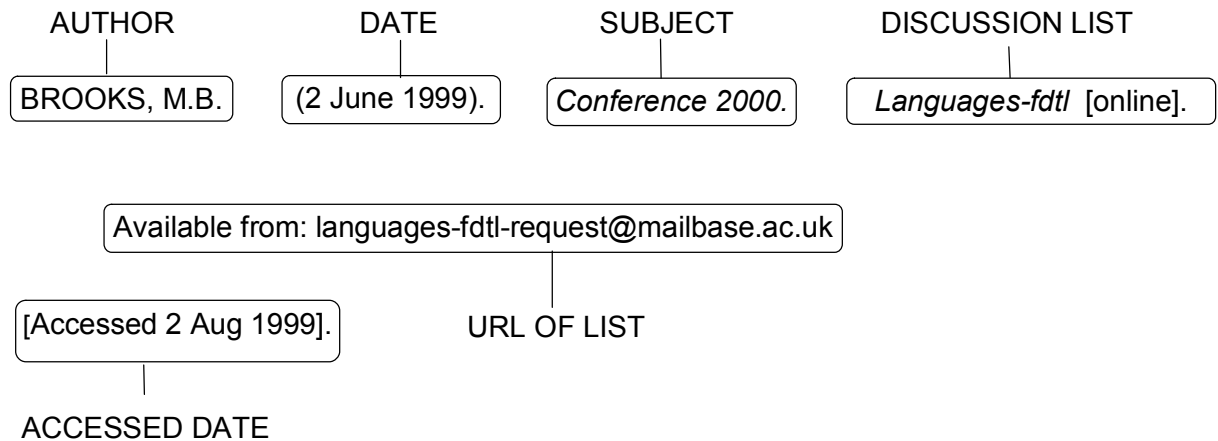 AUTHOR DATE SUBJECT DISCUSSION LIST
BROOKS, M.B. (2 June 1999). Conference 2000. Languages-fdtl [online].
Available from: languages-fdtl-request@mailbase.ac.uk
[Accessed 2 Aug 1999]. URL OF LIST
ACCESSED DATE